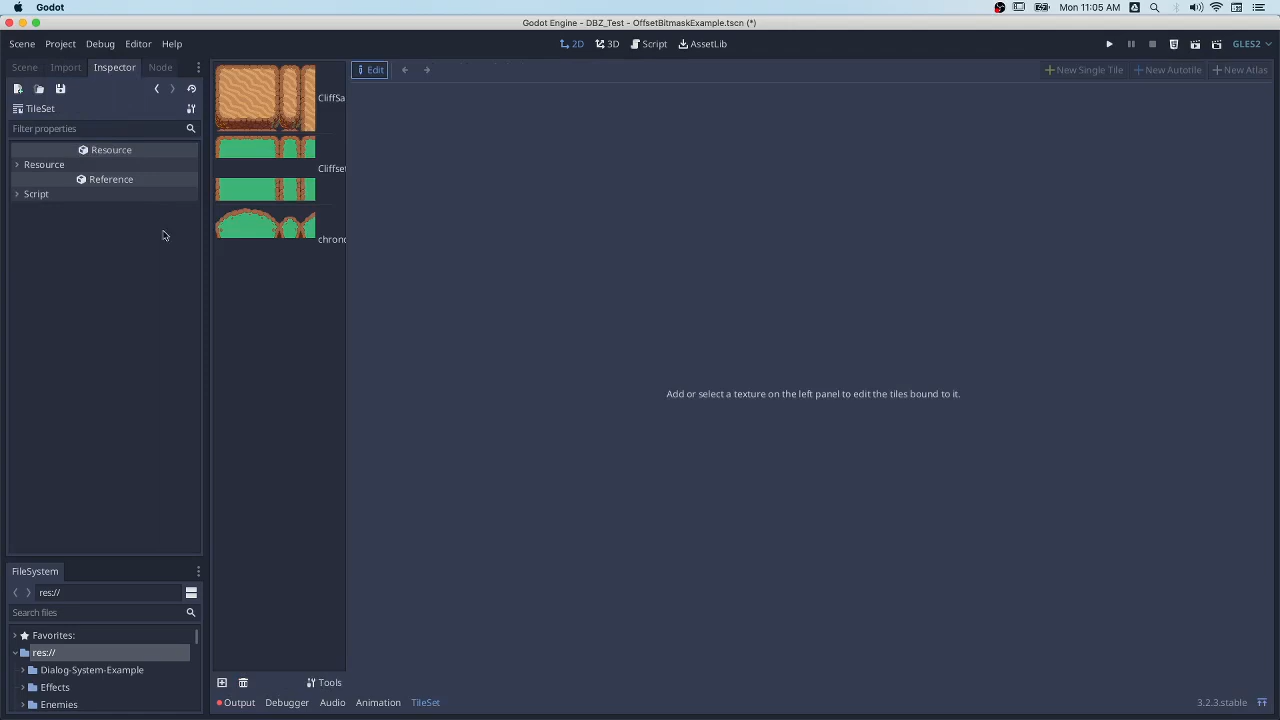 Godot
Mon 11:05 AM
Godot Engine - DBZ_Test - OffsetBitmaskExample.tscn (*)
Scene Project Debug Editor Help
2D 3D Script AssetLib
GLES2
Scene Import Inspector Node
Edit
New Single Tile New Autotile New Atlas
TileSet
Filter properties
Resource
Resource
Reference
Script
CliffSa
Cliffset
chrono
Add or select a texture on the left panel to edit the tiles bound to it.
FileSystem
res://
Search files
Favorites:
res://
Dialog-System-Example
Effects
Enemies
Tools
Output Debugger Audio Animation TileSet
3.2.3.stable